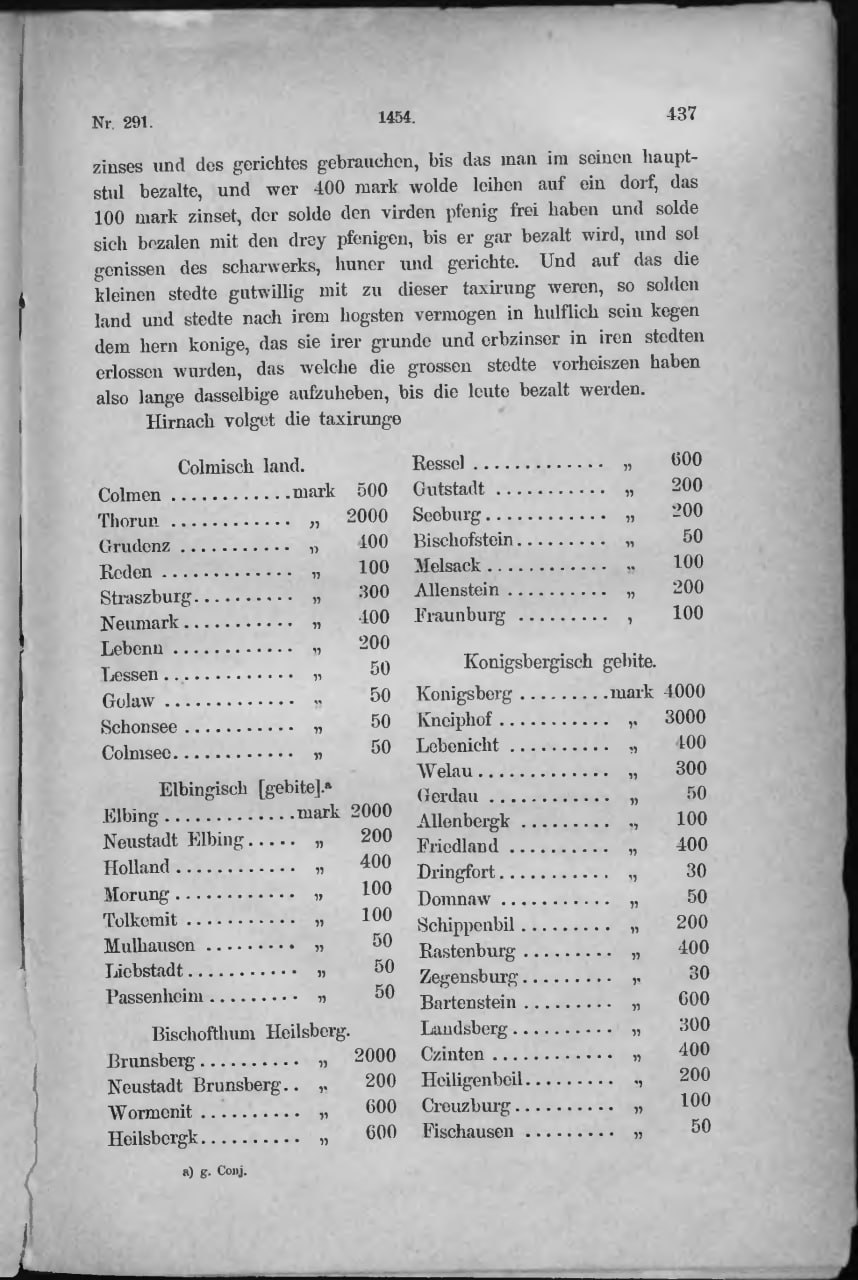 Nr. 291.
1454.
437
zinses und des gerichtes gebrauchen, bis das man im seinen haupt-
stul bezalte, und wer 400 mark wolde leihen auf ein dorf, das
100 mark zinset, der solde den virden pfenig frei haben und solde
sich bezalen mit den drey pfenigen, bis er gar bezalt wird, und sol
genissen des scharwerks, huner und gerichte. Und auf das die
kleinen stedte gutwillig mit zu dieser taxirung weren, so solden
land und stedte nach irem hogsten vermogen in hulflich sein kegen
dem hern konige, das sie irer grunde und erbzinser in iren stedten
erlossen wurden, das welche die grossen stedte vorheiszen haben
also lange dasselbige aufzuheben, bis die leute bezalt werden.
Hirnach volget die taxirunge
Colmisch land.
Colmen ............mark 500
Thorun ............ „ 2000
Grudenz ........... „ 400
Reden ............. „ 100
Straszburg.......... „ 300
Neumark........... „ 400
Lebenn ............ „ 200
Lessen ............. „ 50
Golaw ............. „ 50
Schonsee ........... „ 50
Colmsee............ „ 50
Elbingisch [gebite].a
Elbing .............mark 2000
Neustadt Elbing..... „ 200
Holland ............ „ 400
Morung ............ „ 100
Tolkemit ........... „ 100
Mulhausen ......... „ 50
Liebstadt........... „ 50
Passenheim ......... „ 50
Bischofthum Heilsberg.
Brunsberg .......... „ 2000
Neustadt Brunsberg.. „ 200
Wormenit .......... „ 600
Heilsbergk.......... „ 600
Ressel ............. „ 600
Gutstadt ........... „ 200
Seeburg............ „ 200
Bischofstein......... „ 50
Melsack............ „ 100
Allenstein .......... „ 200
Fraunburg ......... , 100
Konigsbergisch gebite.
Konigsberg .........mark 4000
Kneiphof ........... „ 3000
Lebenicht .......... „ 400
Welau............. „ 300
Gerdau ............ „ 50
Allenbergk ......... „ 100
Friedland .......... „ 400
Dringfort........... „ 30
Domnaw ........... „ 50
Schippenbil......... „ 200
Rastenburg ......... „ 400
Zegensburg......... „ 30
Bartenstein ......... „ 600
Landsberg.......... „ 300
Czinten ............ „ 400
Heiligenbeil......... „ 200
Creuzburg.......... „ 100
Fischausen ......... „ 50
a) g. Conj.